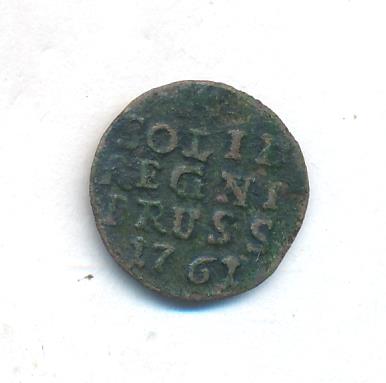 SOLID
REGNI
PRUSS
1761